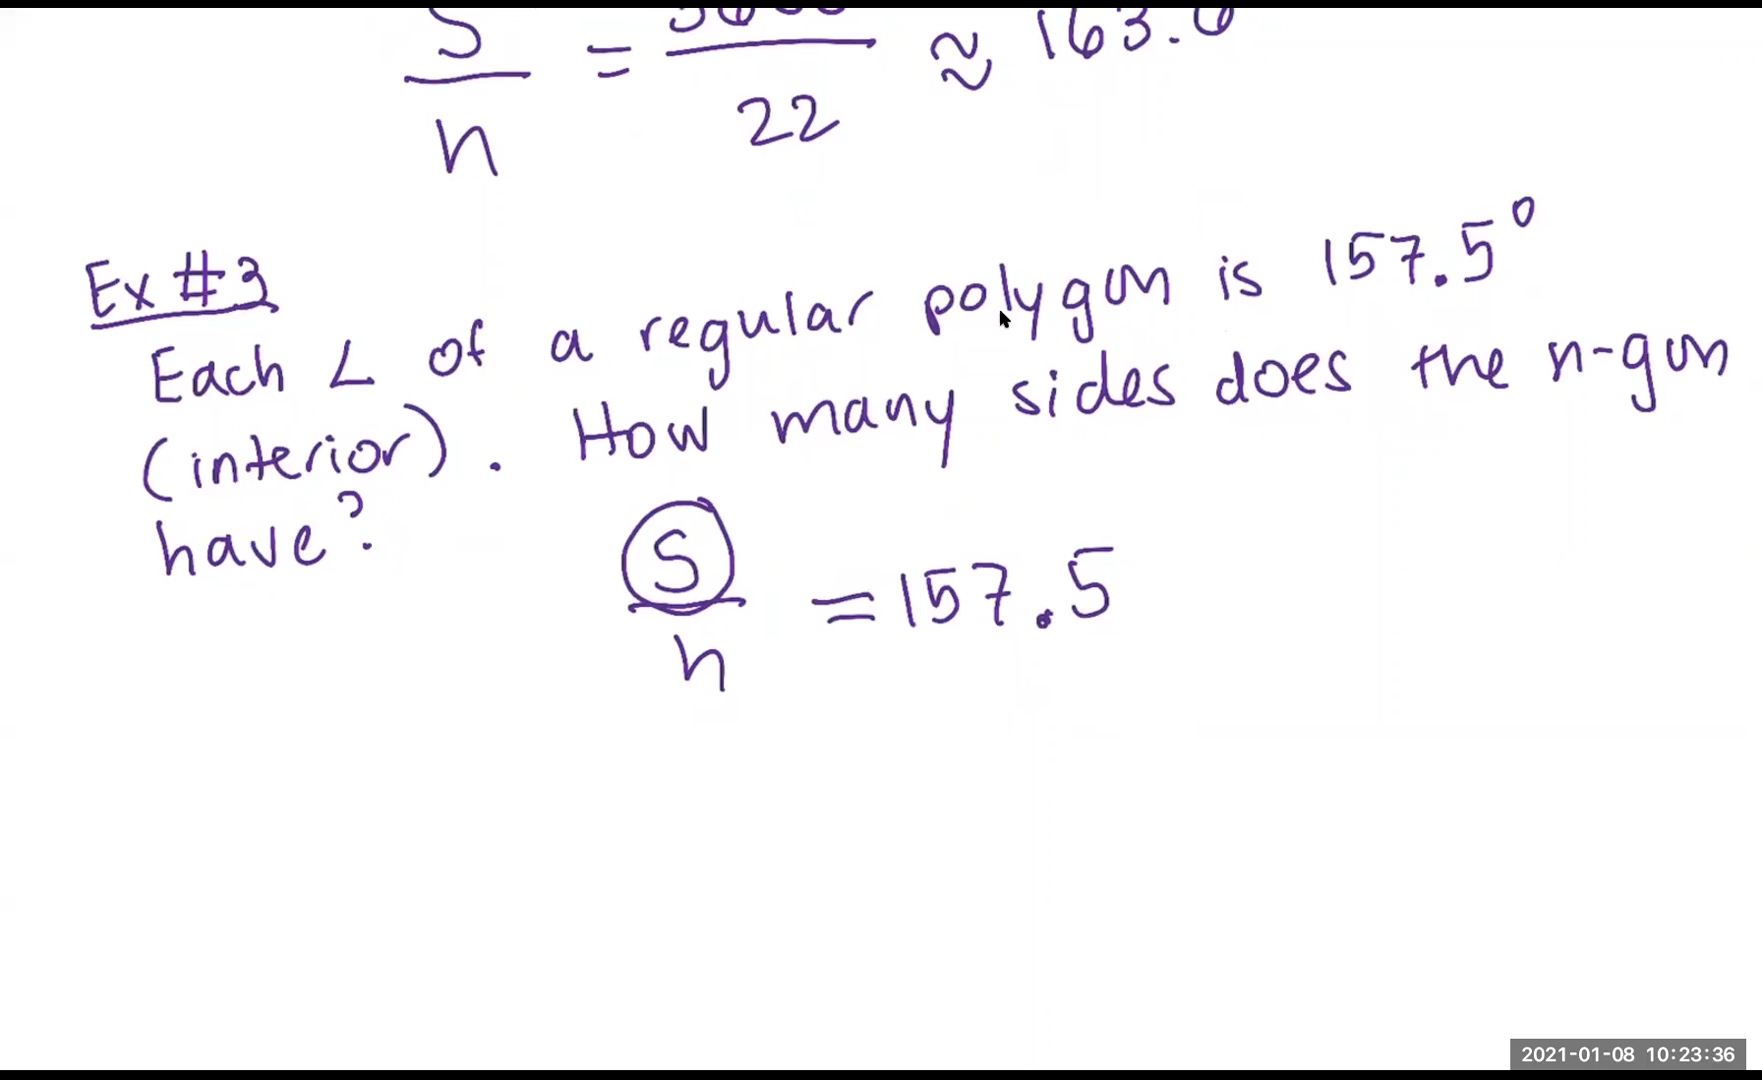 S/n = /22 ≈ 163.6
Ex #3
Each ∠ of a regular polygon is 157.5°
(interior). How many sides does the n-gon
have?
S/n = 157.5
2021-01-08 10:23:36